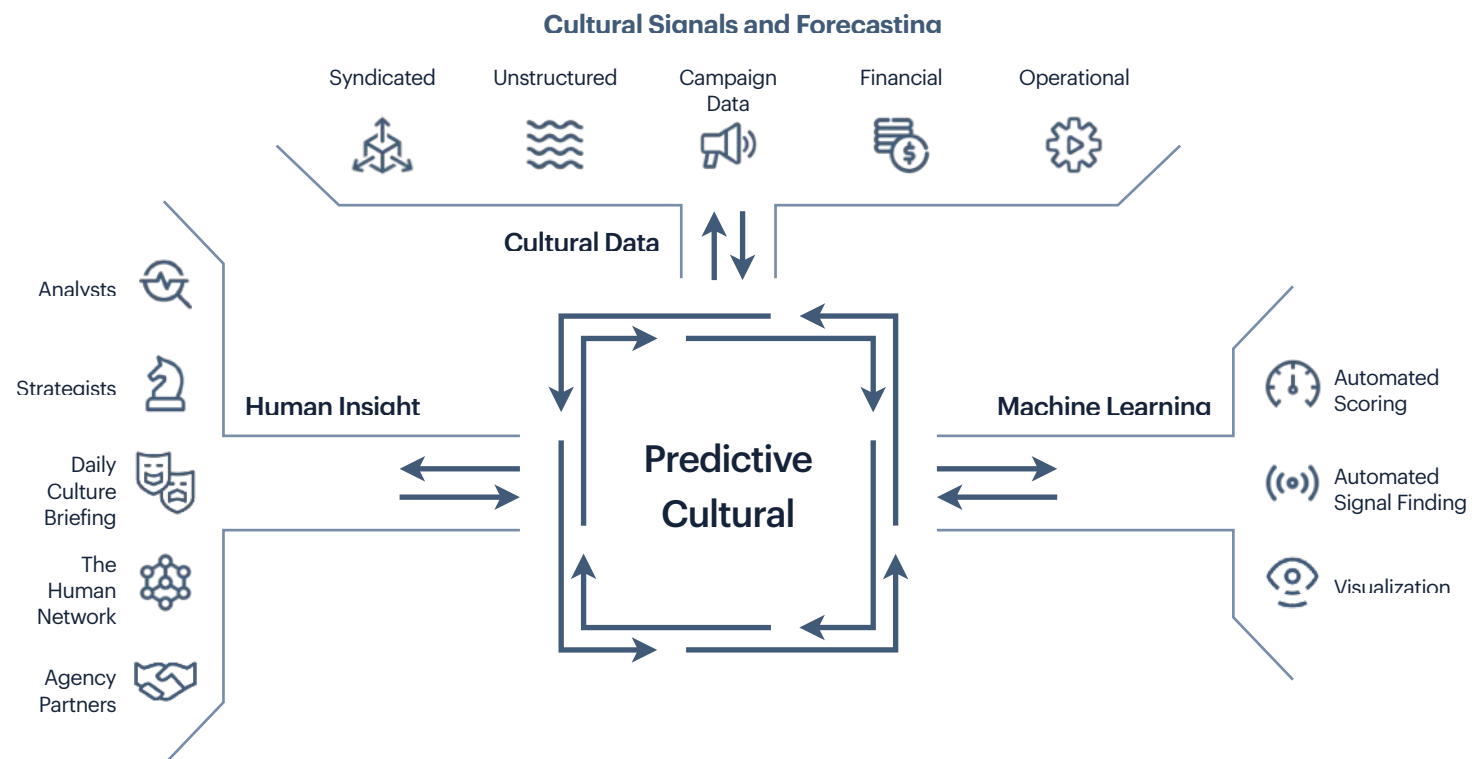 Cultural Signals and Forecasting
Syndicated
Unstructured
Campaign
Data
Financial
Operational
Cultural Data
Analysts
Strategists
Daily
Culture
Briefing
The
Human
Network
Agency
Partners
Human Insight
Predictive
Cultural
Machine Learning
Automated
Scoring
Automated
Signal Finding
Visualization